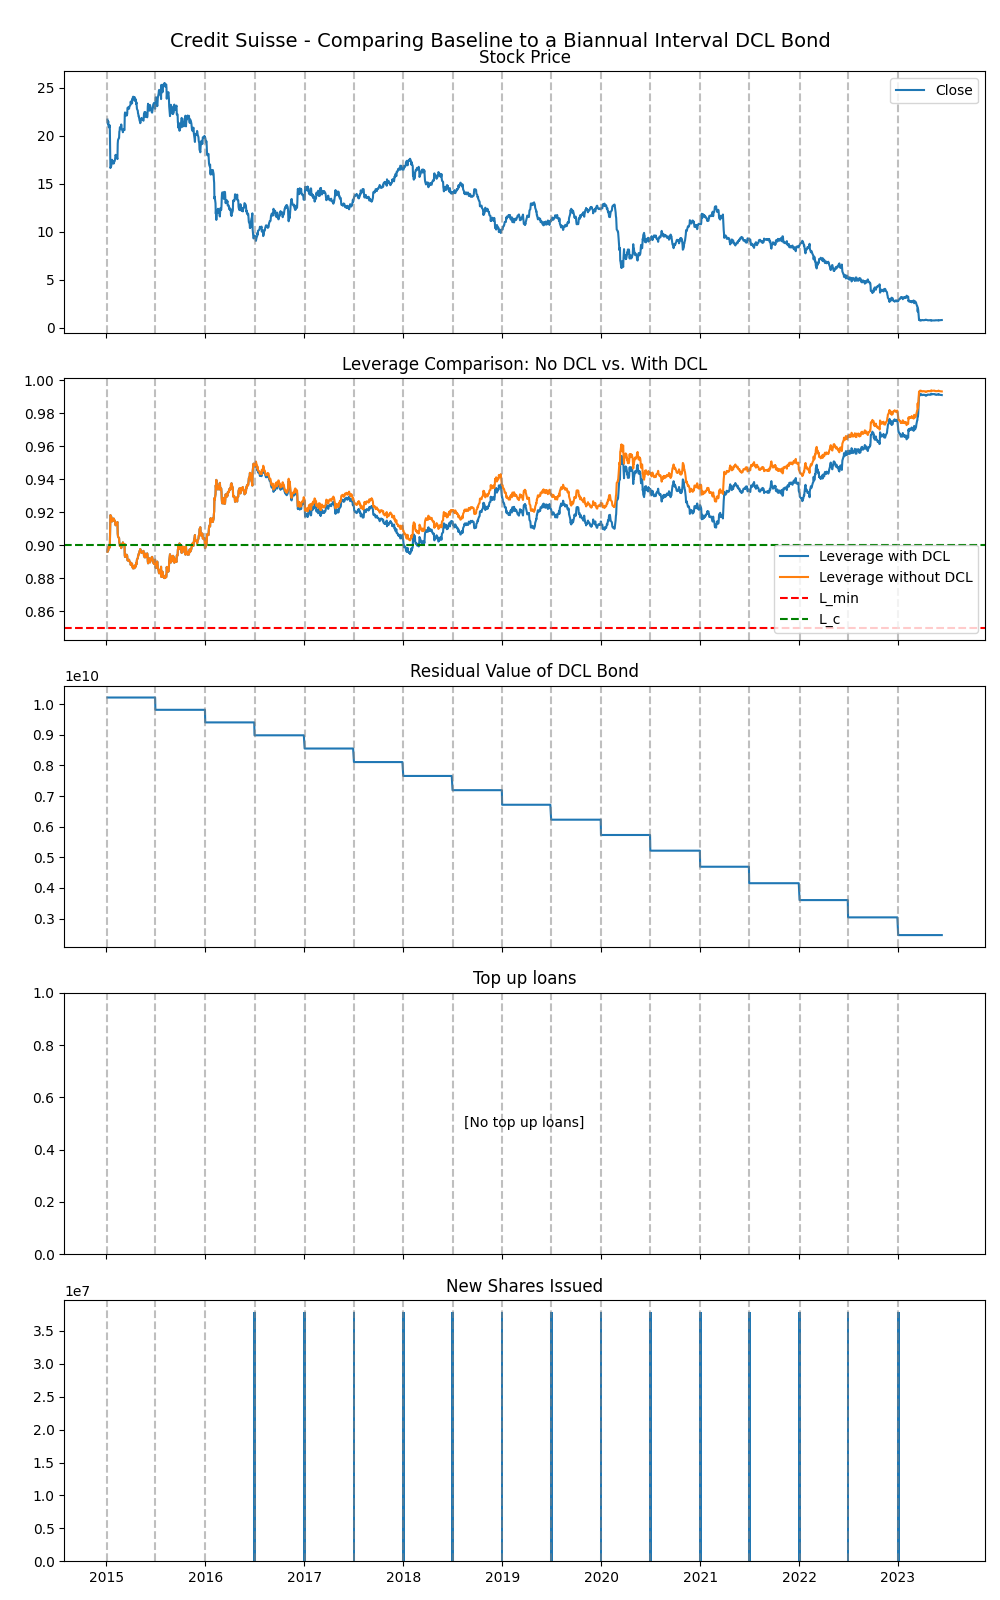 Credit Suisse - Comparing Baseline to a Biannual Interval DCL Bond
Stock Price
25
20
15
10
5
0
Close
Leverage Comparison: No DCL vs. With DCL
1.00
0.98
0.96
0.94
0.92
0.90
0.88
0.86
Leverage with DCL
Leverage without DCL
L_min
L_c
Residual Value of DCL Bond
1e10
1.0
0.9
0.8
0.7
0.6
0.5
0.4
0.3
Top up loans
1.0
0.8
0.6
0.4
0.2
0.0
[No top up loans]
New Shares Issued
1e7
3.5
3.0
2.5
2.0
1.5
1.0
0.5
0.0
2015 2016 2017 2018 2019 2020 2021 2022 2023